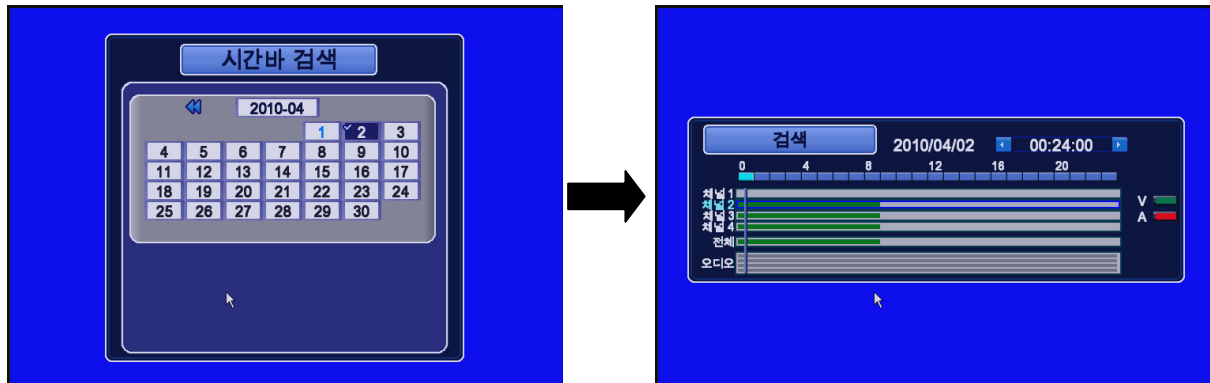 시간바 검색
2010-04
1 2 3
4 5 6 7 8 9 10
11 12 13 14 15 16 17
18 19 20 21 22 23 24
25 26 27 28 29 30
검색 2010/04/02 00:24:00
0 4 8 12 16 20
채널 1
채널 2
채널 3
채널 4
전체
오디오
V
A